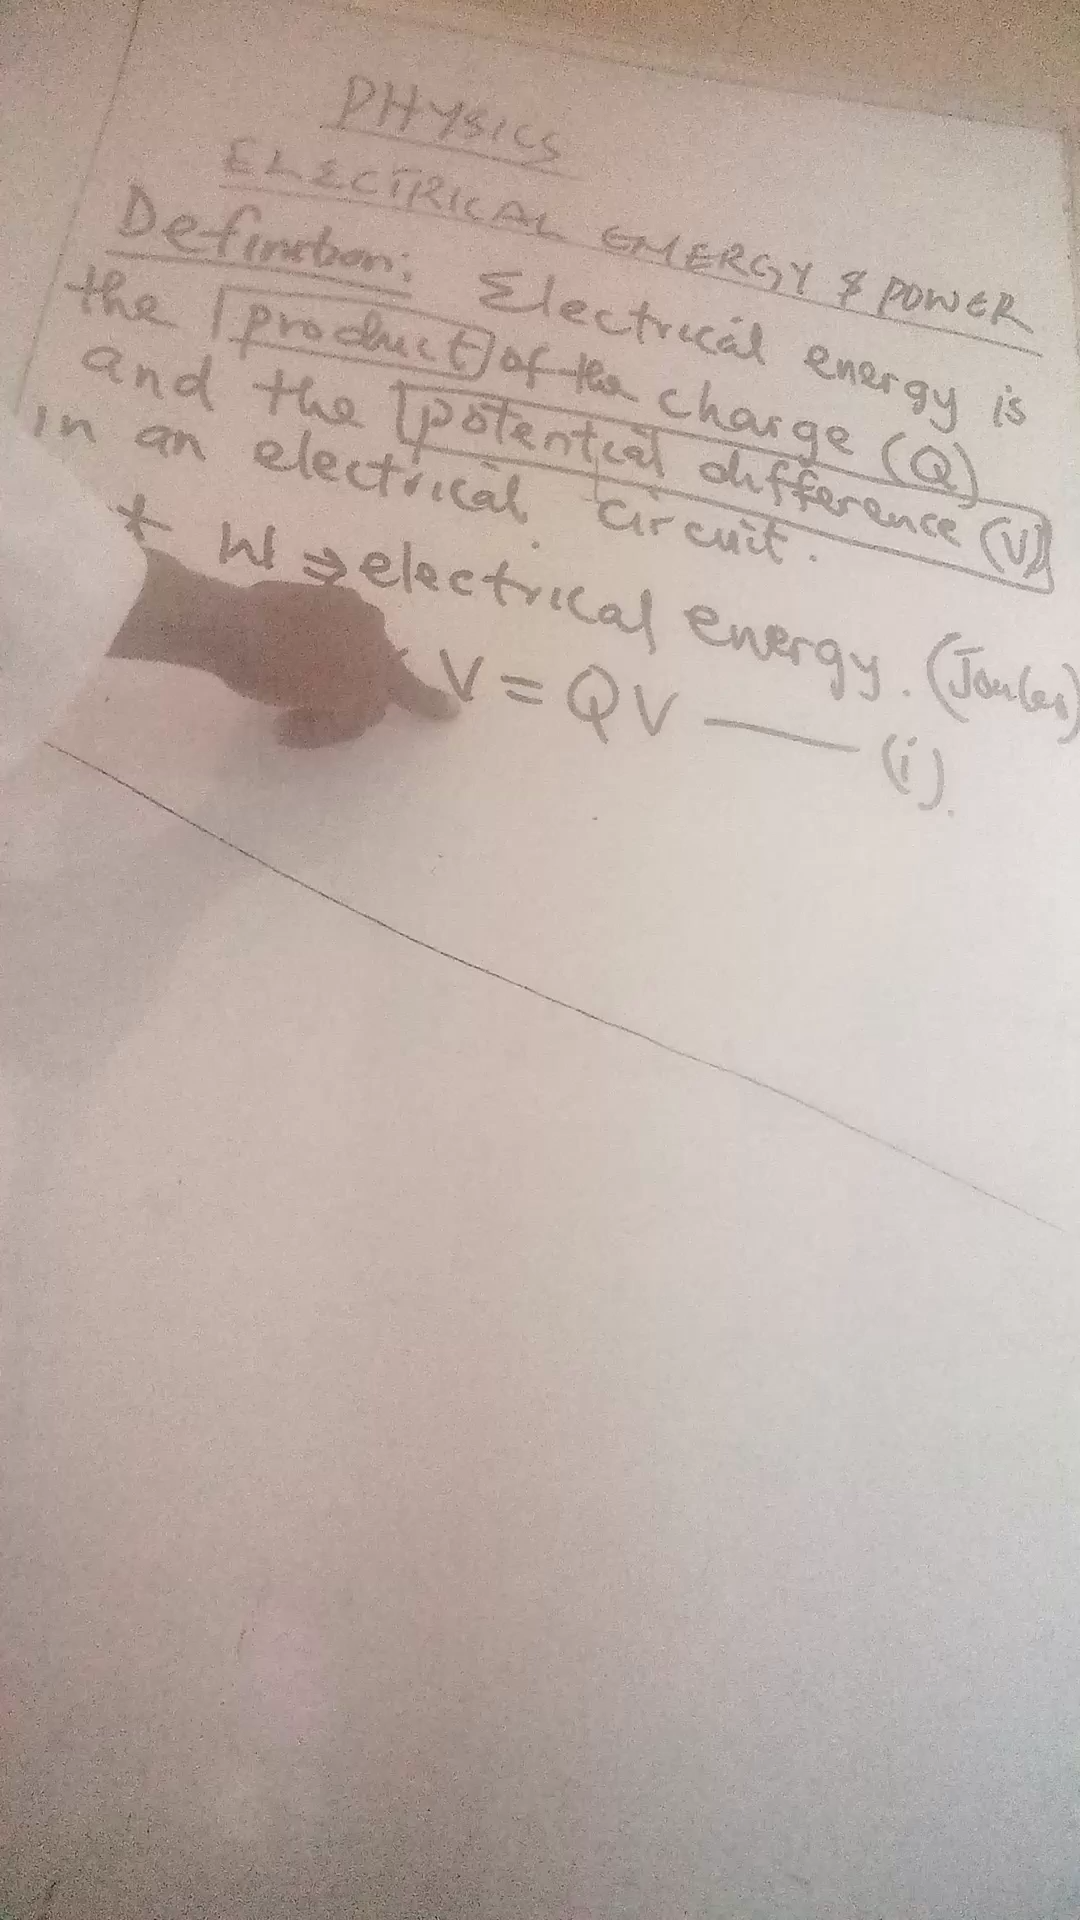 PHYSICS
ELECTRICAL ENERGY & POWER
Definition: Electrical energy is
the product of the charge (Q)
and the potential difference (V)
in an electrical circuit.
* W ⇒ electrical energy. (Joules)
= QV — (i).